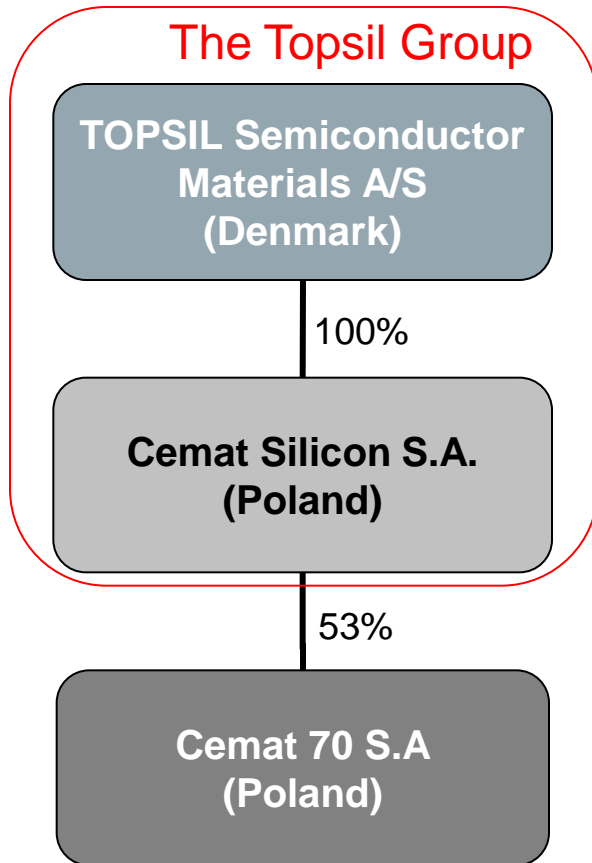 The Topsil Group
TOPSIL Semiconductor
Materials A/S
(Denmark)
100%
Cemat Silicon S.A.
(Poland)
53%
Cemat 70 S.A
(Poland)